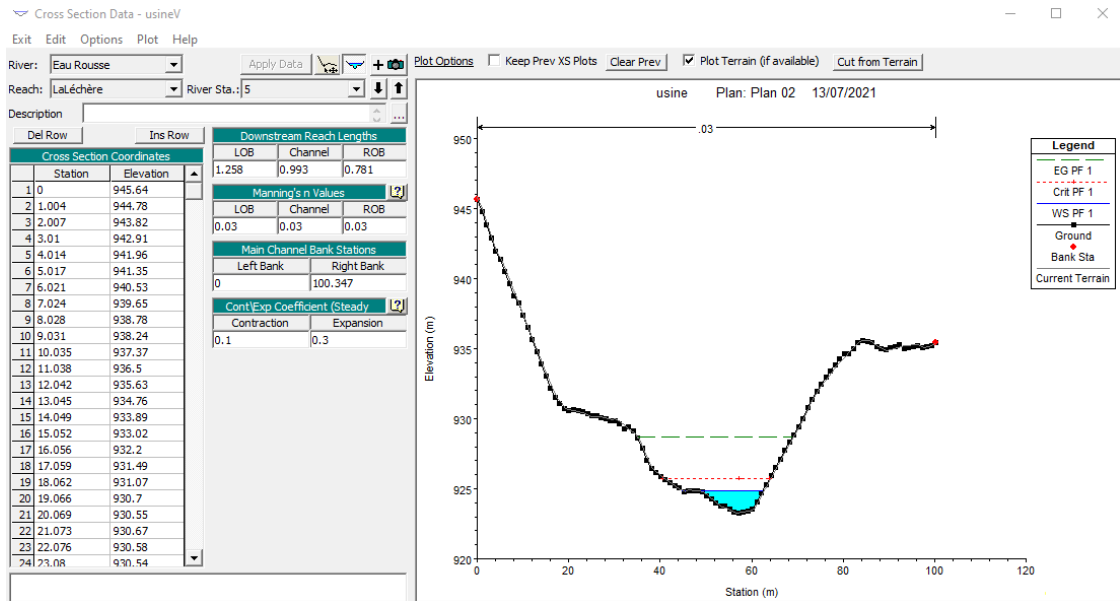 Cross Section Data - usineV
Exit Edit Options Plot Help
River: Eau Rousse Apply Data
Reach: LaLéchère River Sta.: 5
Description ...
Del Row Ins Row
Cross Section Coordinates
Station Elevation
1 0 945.64
2 1.004 944.78
3 2.007 943.82
4 3.01 942.91
5 4.014 941.96
6 5.017 941.35
7 6.021 940.53
8 7.024 939.65
9 8.028 938.78
10 9.031 938.24
11 10.035 937.37
12 11.038 936.5
13 12.042 935.63
14 13.045 934.76
15 14.049 933.89
16 15.052 933.02
17 16.056 932.2
18 17.059 931.49
19 18.062 931.07
20 19.066 930.7
21 20.069 930.55
22 21.073 930.67
23 22.076 930.58
24 23.08 930.54
Downstream Reach Lengths
LOB Channel ROB
1.258 0.993 0.781
Manning's n Values
LOB Channel ROB
0.03 0.03 0.03
Main Channel Bank Stations
Left Bank Right Bank
0 100.347
Cont\Exp Coefficient (Steady
Contraction Expansion
0.1 0.3
Plot Options Keep Prev XS Plots Clear Prev Plot Terrain (if available) Cut from Terrain
usine Plan: Plan 02 13/07/2021
.03
Elevation (m)
950
945
940
935
930
925
920
0 20 40 60 80 100 120
Station (m)
Legend
EG PF 1
Crit PF 1
WS PF 1
Ground
Bank Sta
Current Terrain